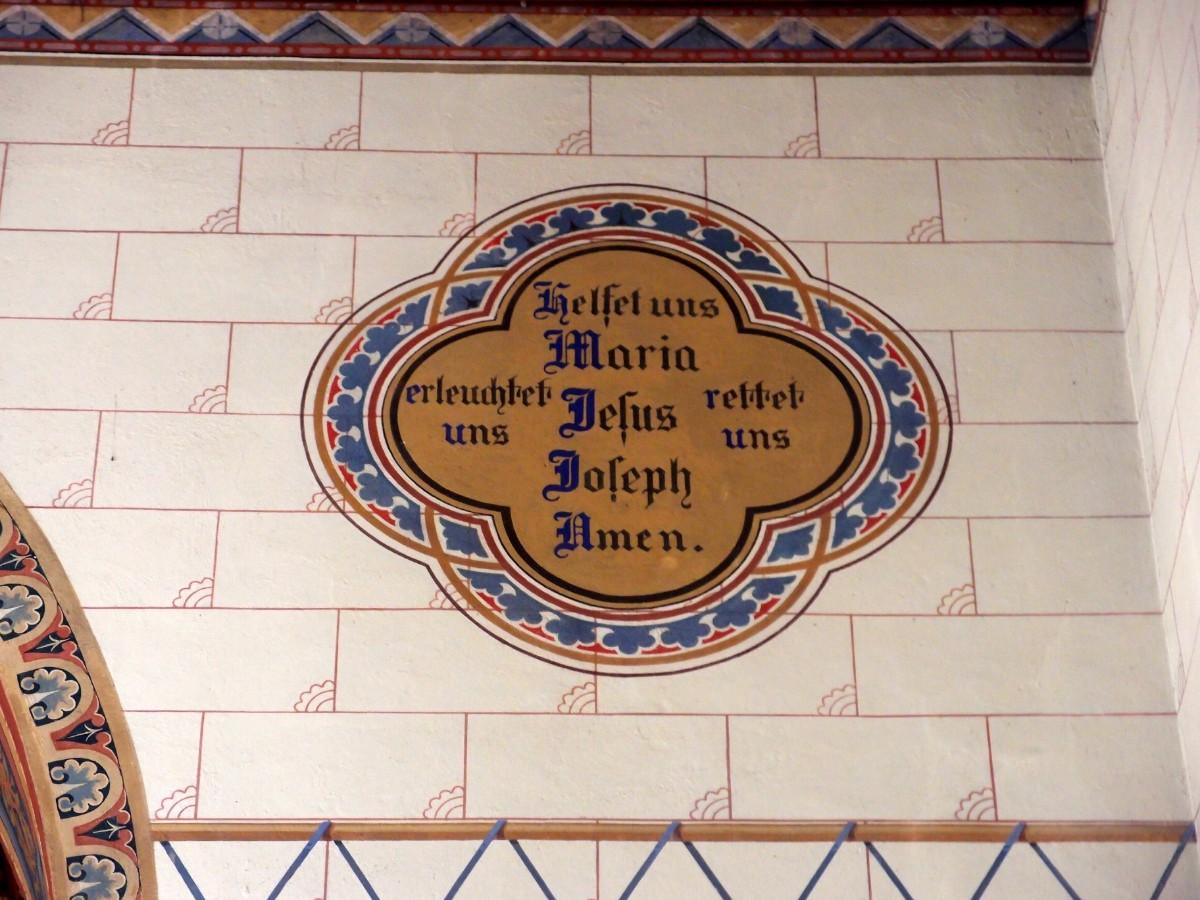 Helfet uns
Maria
erleuchtet
uns
Jeſus
rettet
uns
Joſeph
Amen.